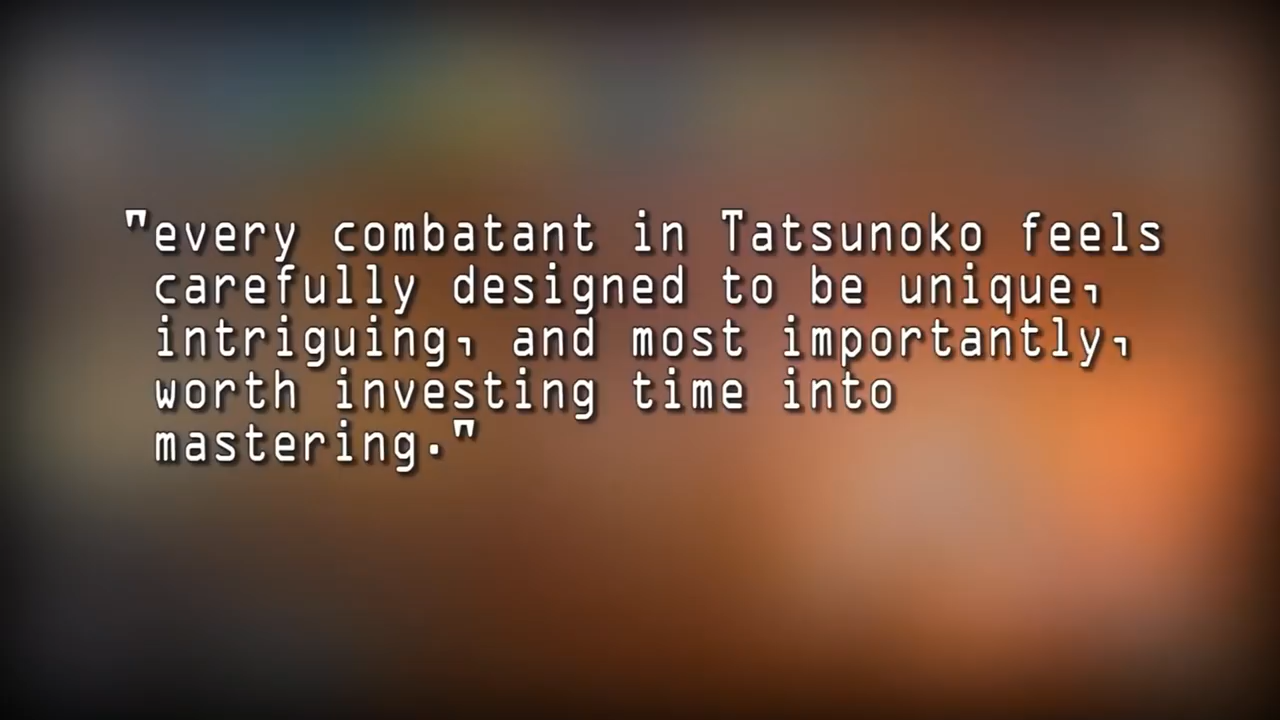 "every combatant in Tatsunoko feels
carefully designed to be unique,
intriguing, and most importantly,
worth investing time into
mastering."